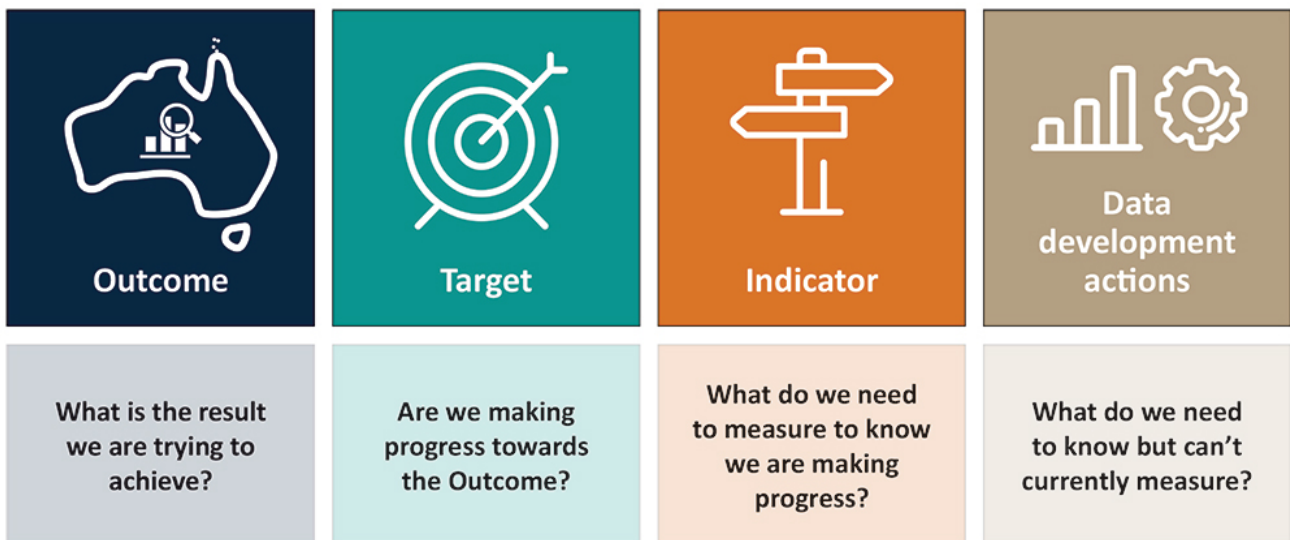 Outcome
Target
Indicator
Data
development
actions
What is the result
we are trying to
achieve?
Are we making
progress towards
the Outcome?
What do we need
to measure to know
we are making
progress?
What do we need
to know but can't
currently measure?